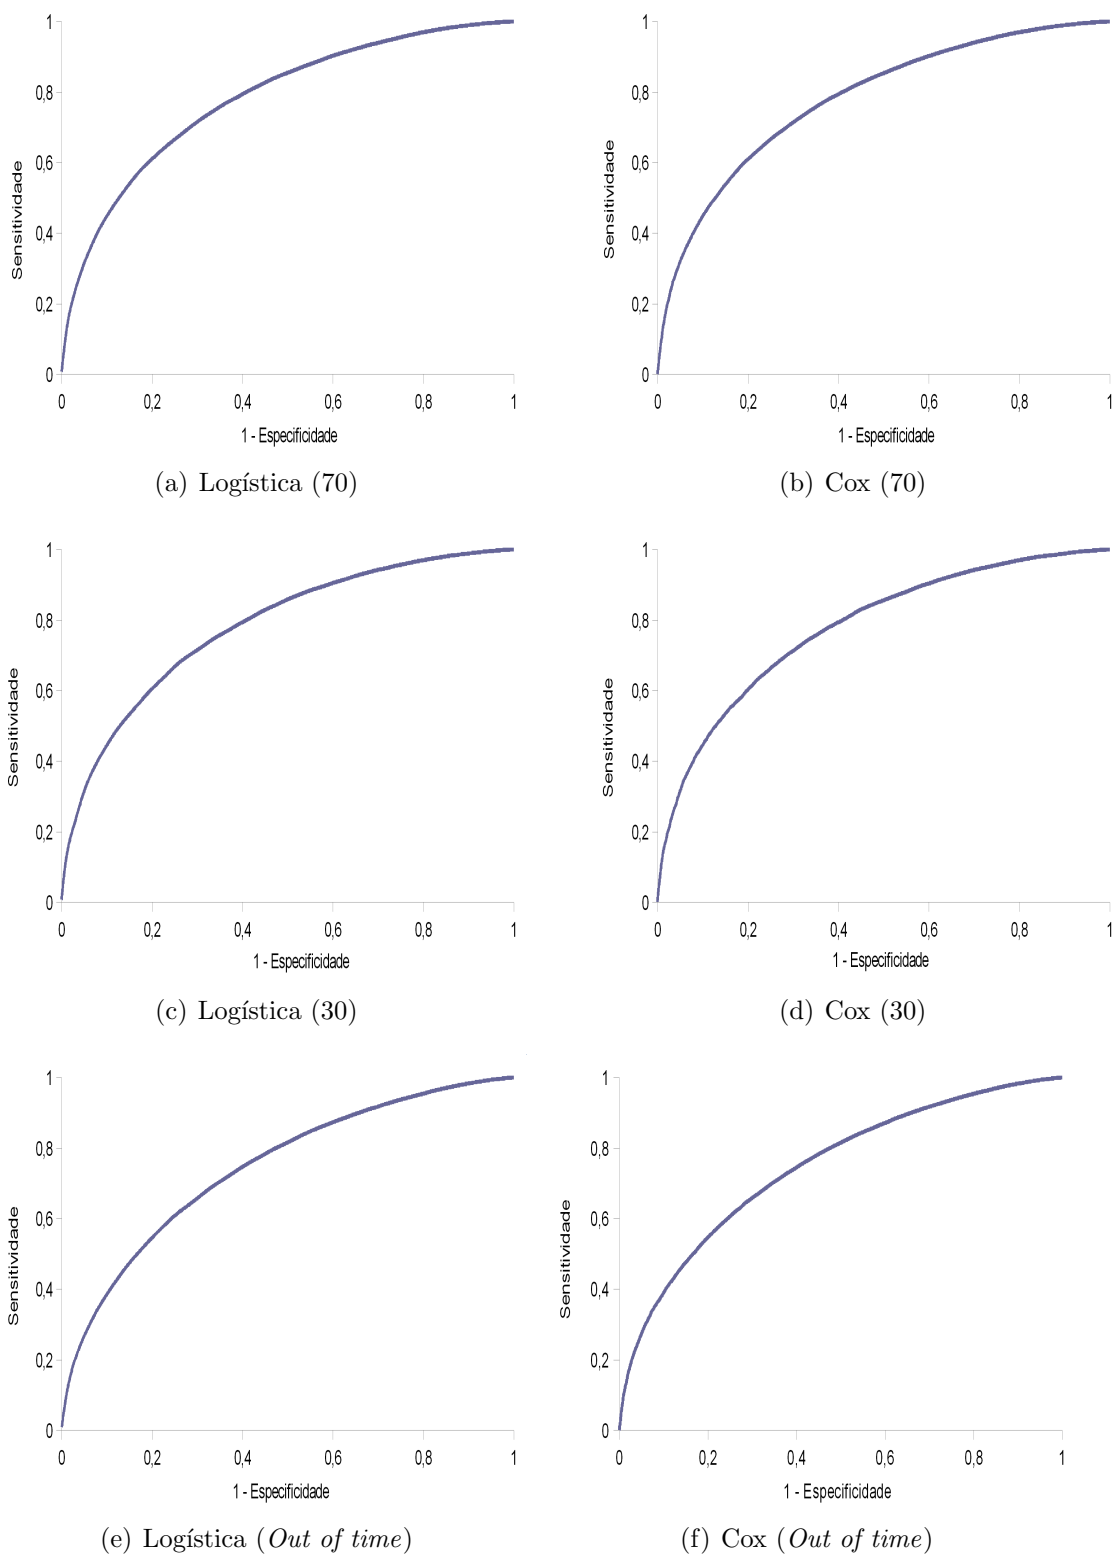 1
0,8
0,6
0,4
0,2
0
Sensitividade
0 0,2 0,4 0,6 0,8 1
1 - Especificidade
(a) Logística (70)
1
0,8
0,6
0,4
0,2
0
Sensitividade
0 0,2 0,4 0,6 0,8 1
1 - Especificidade
(b) Cox (70)
1
0,8
0,6
0,4
0,2
0
Sensitividade
0 0,2 0,4 0,6 0,8 1
1 - Especificidade
(c) Logística (30)
1
0,8
0,6
0,4
0,2
0
Sensitividade
0 0,2 0,4 0,6 0,8 1
1 - Especificidade
(d) Cox (30)
1
0,8
0,6
0,4
0,2
0
Sensitividade
0 0,2 0,4 0,6 0,8 1
1 - Especificidade
(e) Logística (Out of time)
1
0,8
0,6
0,4
0,2
0
Sensitividade
0 0,2 0,4 0,6 0,8 1
1 - Especificidade
(f) Cox (Out of time)